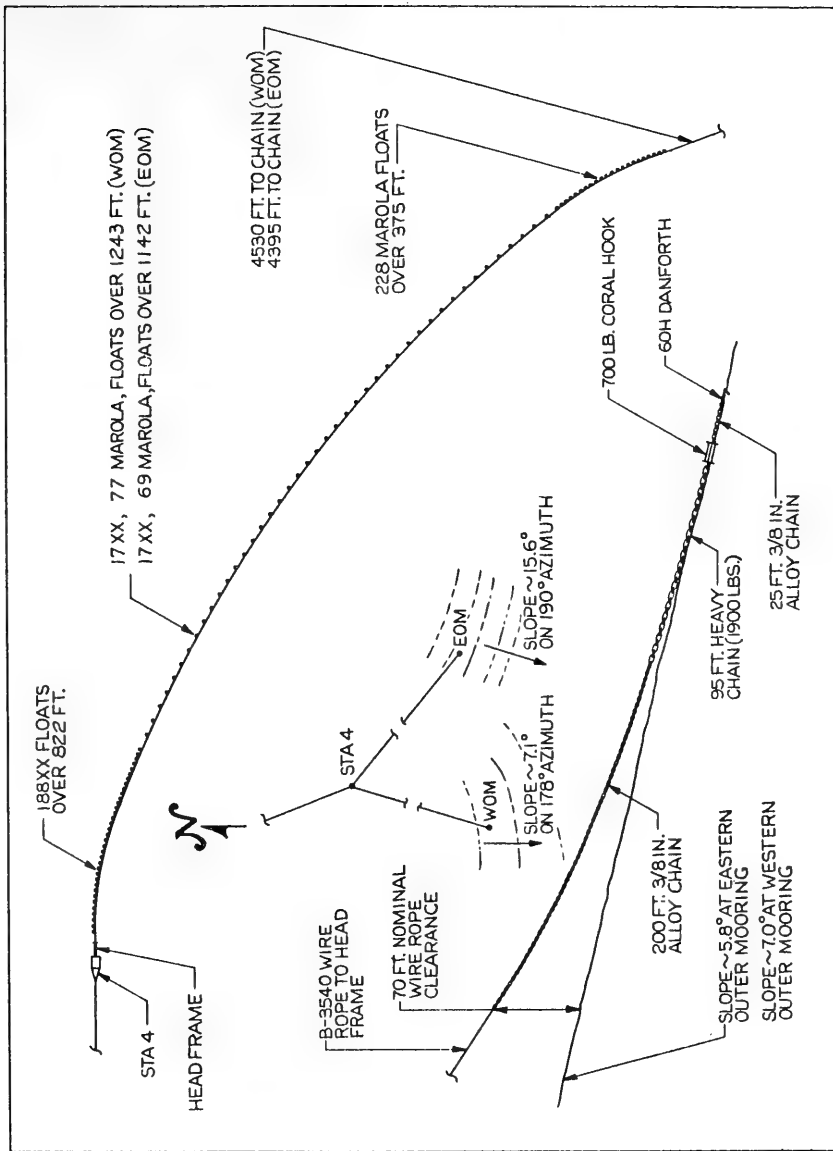 188XX FLOATS
OVER 822 FT.
17XX, 77 MAROLA, FLOATS OVER 1243 FT. (WOM)
17XX, 69 MAROLA, FLOATS OVER 1142 FT. (EOM)
4530 FT. TO CHAIN (WOM)
4395 FT. TO CHAIN (EOM)
228 MAROLA FLOATS
OVER 375 FT.
STA 4
HEAD FRAME
N
STA 4
WOM
EOM
SLOPE ~7.1°
ON 178° AZIMUTH
SLOPE ~15.6°
ON 190° AZIMUTH
B-3540 WIRE
ROPE TO HEAD
FRAME
70 FT. NOMINAL
WIRE ROPE
CLEARANCE
200 FT. 3/8 IN.
ALLOY CHAIN
700 LB. CORAL HOOK
60H DANFORTH
95 FT. HEAVY
CHAIN (1900 LBS.)
25 FT. 3/8 IN.
ALLOY CHAIN
SLOPE ~5.8° AT EASTERN
OUTER MOORING
SLOPE ~7.0° AT WESTERN
OUTER MOORING